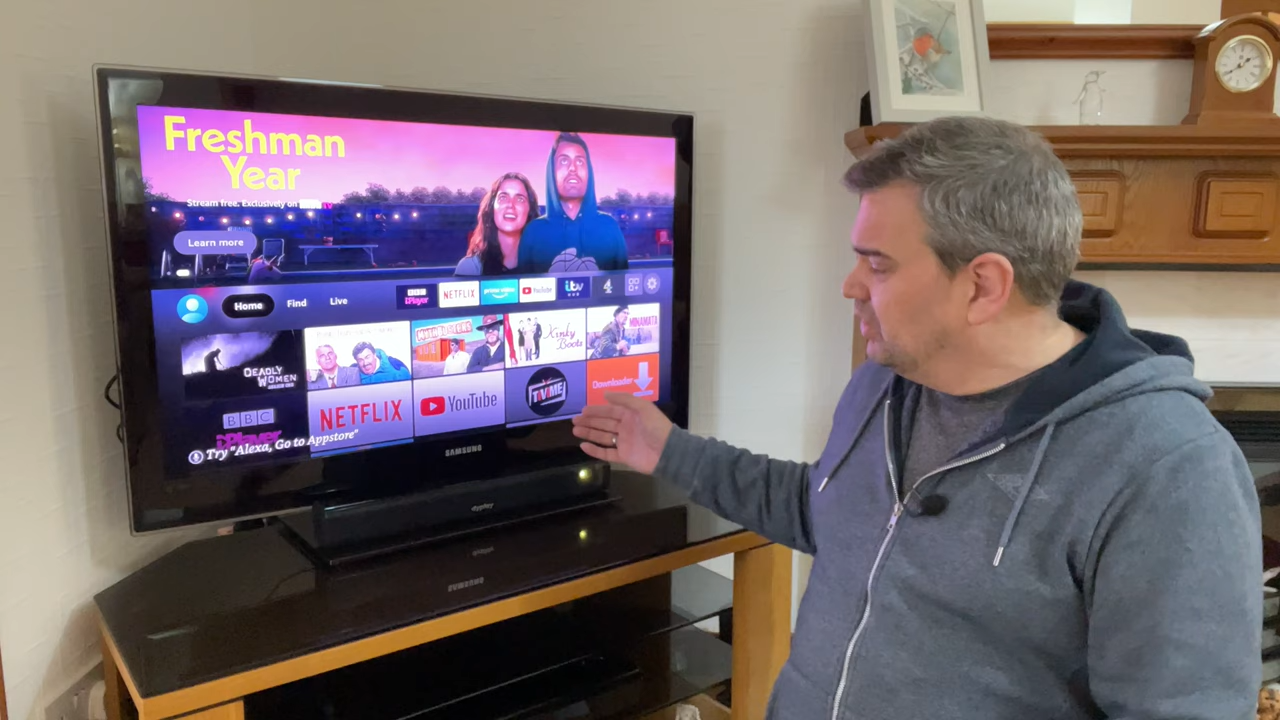 Freshman
Year
Stream free. Exclusively on
Learn more
Home
Find
Live
BBC
iPlayer
NETFLIX
prime video
YouTube
itv
4
DEADLY
WOMEN
Kinky
Boots
MINAMATA
BBC
iPlayer
NETFLIX
YouTube
TVME
Downloader
Try "Alexa, Go to Appstore"
SAMSUNG